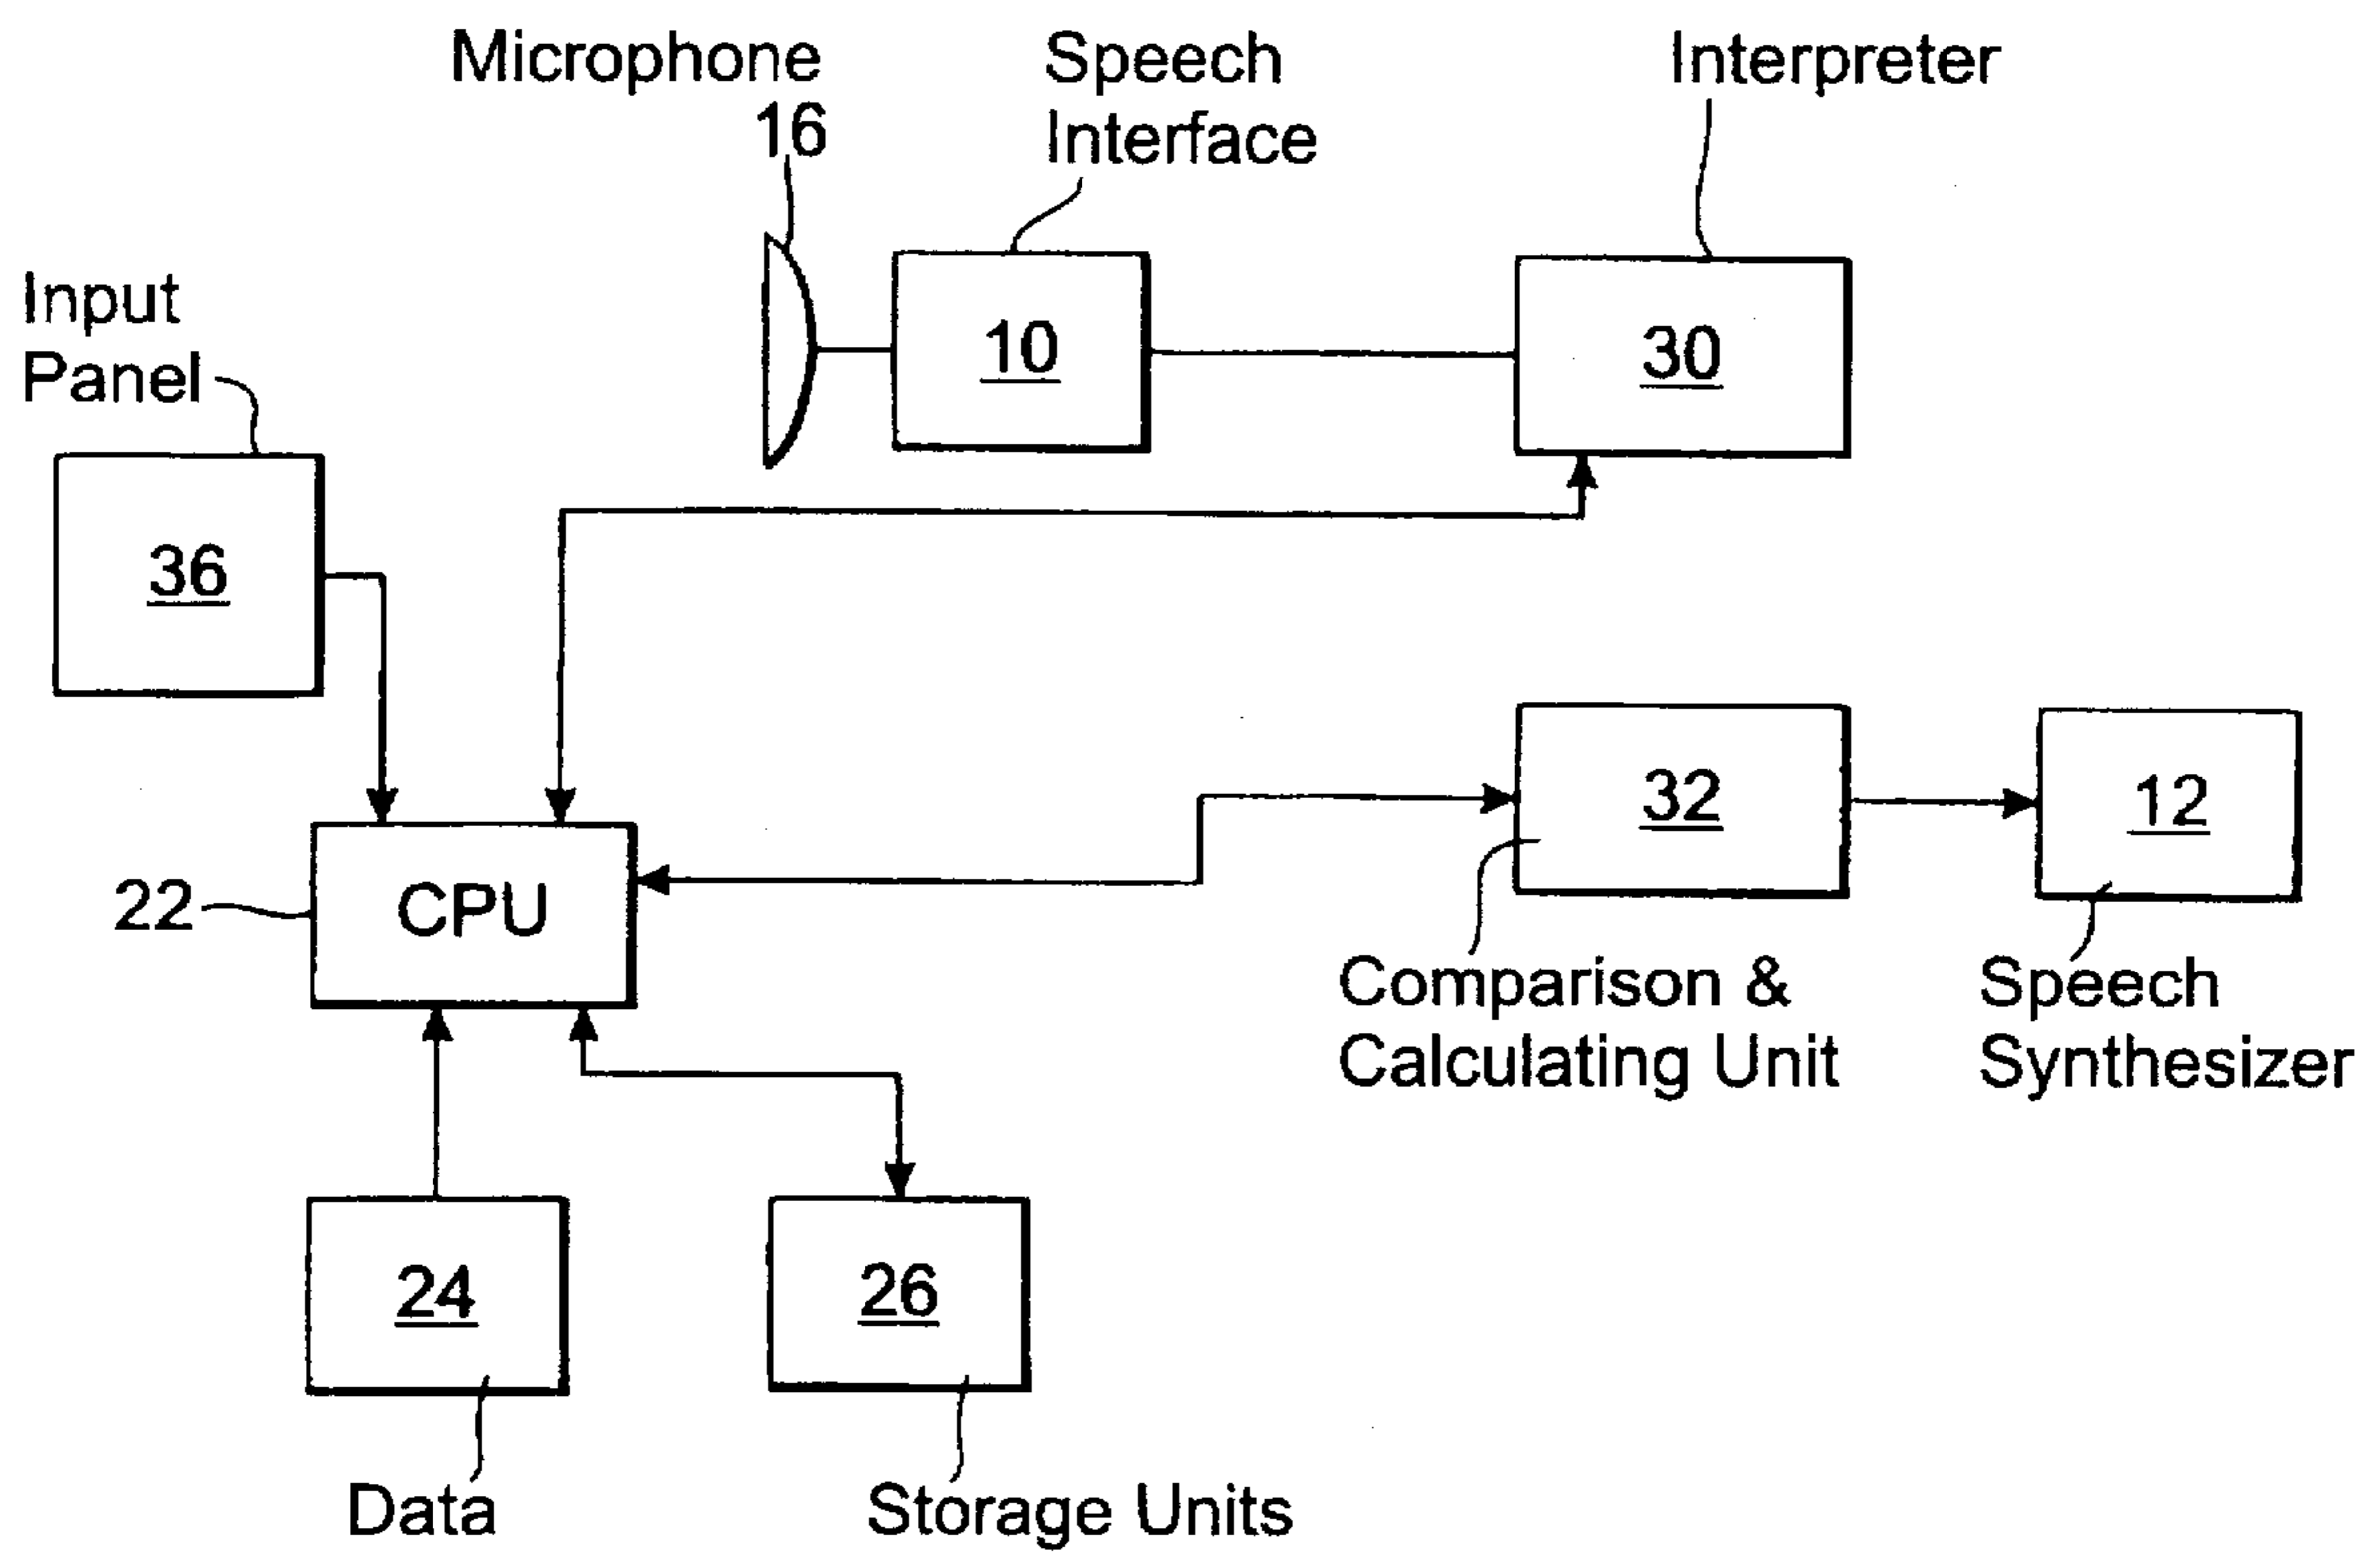 Microphone
16
Speech
Interface
Interpreter
Input
Panel
10
30
36
32
12
22
CPU
Comparison &
Calculating Unit
Speech
Synthesizer
24
26
Data
Storage Units